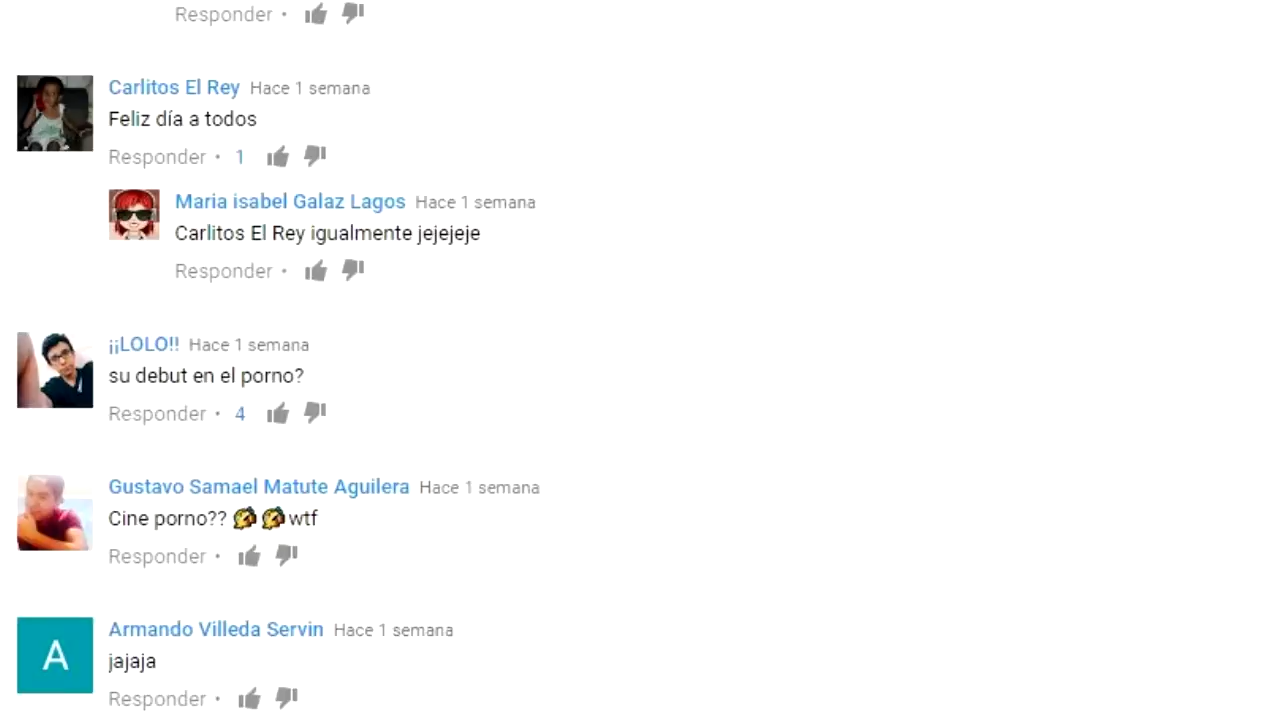 Responder •
Carlitos El Rey Hace 1 semana
Feliz día a todos
Responder • 1
Maria isabel Galaz Lagos Hace 1 semana
Carlitos El Rey igualmente jejejeje
Responder •
¡¡LOLO!! Hace 1 semana
su debut en el porno?
Responder • 4
Gustavo Samael Matute Aguilera Hace 1 semana
Cine porno?? wtf
Responder •
A
Armando Villeda Servin Hace 1 semana
jajaja
Responder •